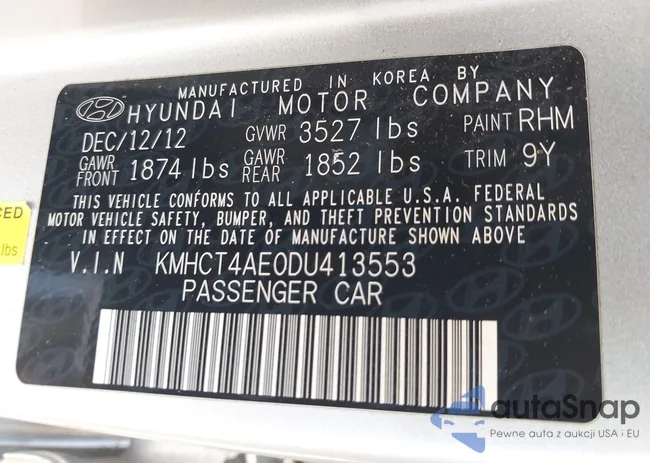 MANUFACTURED IN KOREA BY
HYUNDAI MOTOR COMPANY
DEC/12/12 GVWR 3527 lbs PAINT RHM
GAWR FRONT 1874 lbs GAWR REAR 1852 lbs TRIM 9Y
THIS VEHICLE CONFORMS TO ALL APPLICABLE U.S.A. FEDERAL
MOTOR VEHICLE SAFETY, BUMPER, AND THEFT PREVENTION STANDARDS
IN EFFECT ON THE DATE OF MANUFACTURE SHOWN ABOVE
V.I.N KMHCT4AE0DU413553
PASSENGER CAR
CED
lbs
autaSnap
Pewne auta z aukcji USA i EU